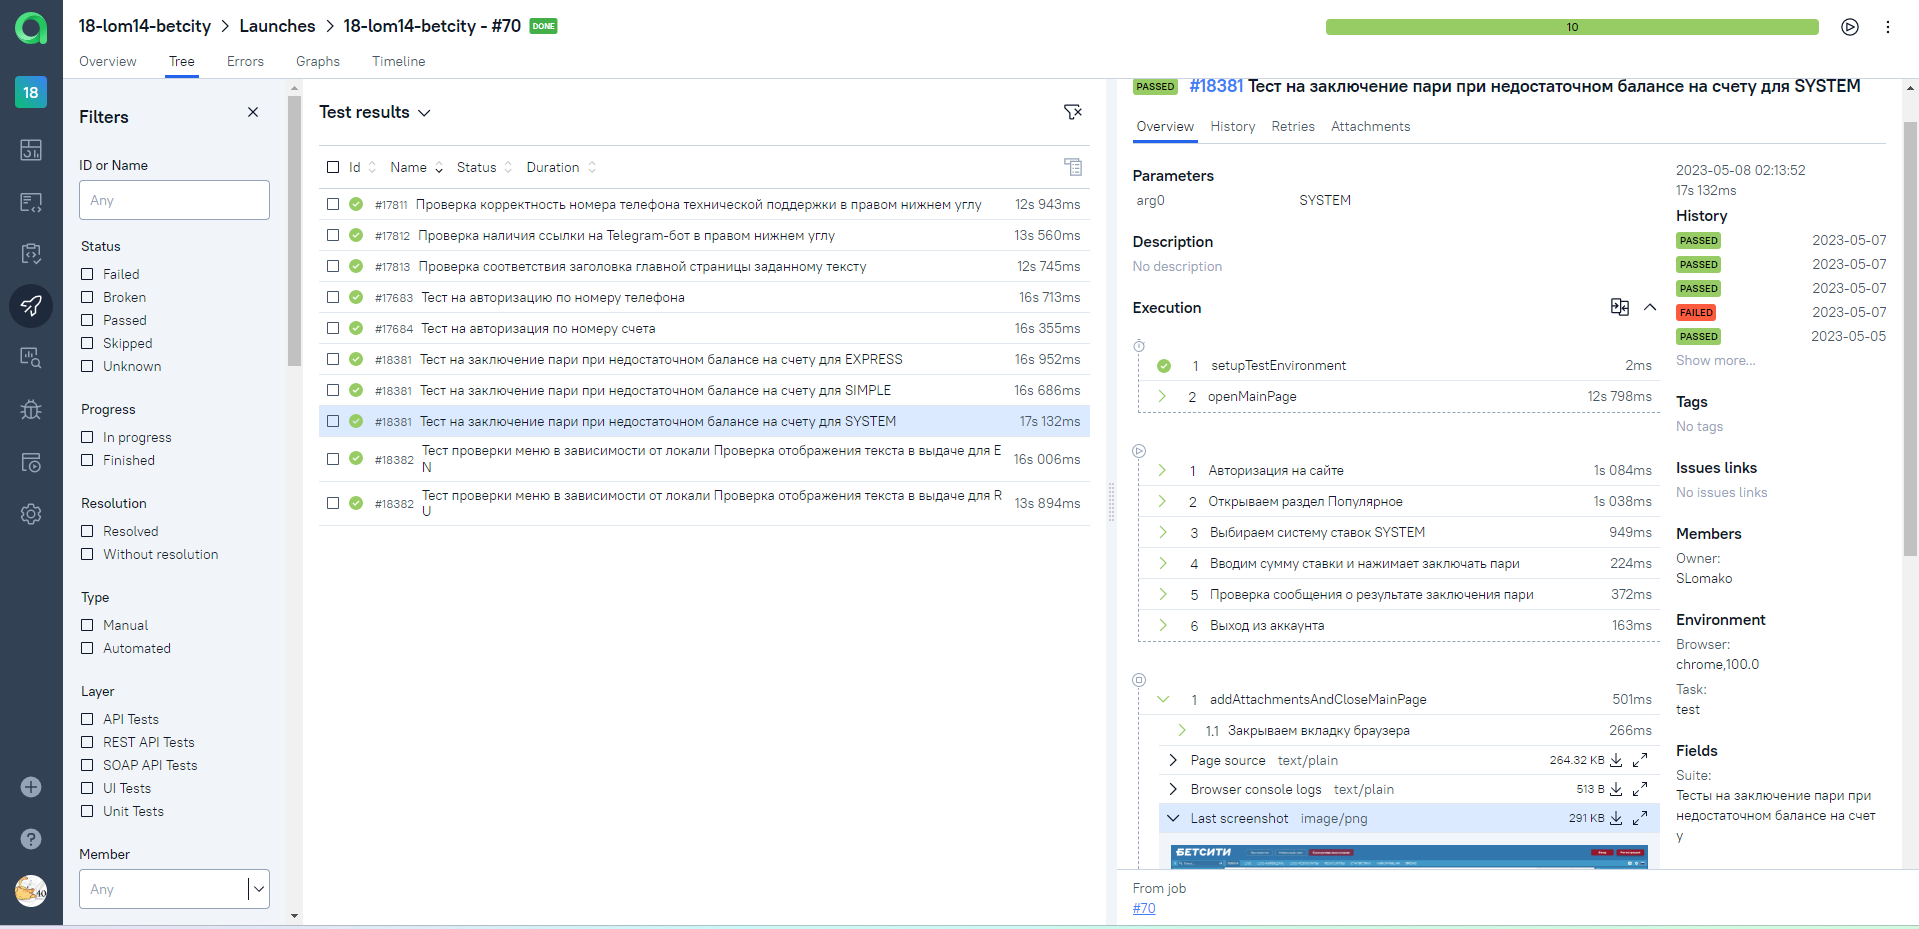 18-lom14-betcity > Launches > 18-lom14-betcity - #70 DONE
10
Overview Tree Errors Graphs Timeline
18
Filters
ID or Name
Any
Status
Failed
Broken
Passed
Skipped
Unknown
Progress
In progress
Finished
Resolution
Resolved
Without resolution
Type
Manual
Automated
Layer
API Tests
REST API Tests
SOAP API Tests
UI Tests
Unit Tests
Member
Any
Test results
Id Name Status Duration
#17811 Проверка корректность номера телефона технической поддержки в правом нижнем углу 12s 943ms
#17812 Проверка наличия ссылки на Telegram-бот в правом нижнем углу 13s 560ms
#17813 Проверка соответствия заголовка главной страницы заданному тексту 12s 745ms
#17683 Тест на авторизацию по номеру телефона 16s 713ms
#17684 Тест на авторизация по номеру счета 16s 355ms
#18381 Тест на заключение пари при недостаточном балансе на счету для EXPRESS 16s 952ms
#18381 Тест на заключение пари при недостаточном балансе на счету для SIMPLE 16s 686ms
#18381 Тест на заключение пари при недостаточном балансе на счету для SYSTEM 17s 132ms
#18382 Тест проверки меню в зависимости от локали Проверка отображения текста в выдаче для E
N 16s 006ms
#18382 Тест проверки меню в зависимости от локали Проверка отображения текста в выдаче для R
U 13s 894ms
PASSED #18381 Тест на заключение пари при недостаточном балансе на счету для SYSTEM
Overview History Retries Attachments
Parameters
arg0 SYSTEM
Description
No description
Execution
1 setupTestEnvironment 2ms
2 openMainPage 12s 798ms
1 Авторизация на сайте 1s 084ms
2 Открываем раздел Популярное 1s 038ms
3 Выбираем систему ставок SYSTEM 949ms
4 Вводим сумму ставки и нажимает заключать пари 224ms
5 Проверка сообщения о результате заключения пари 372ms
6 Выход из аккаунта 163ms
1 addAttachmentsAndCloseMainPage 501ms
1.1 Закрываем вкладку браузера 266ms
Page source text/plain 264.32 KB
Browser console logs text/plain 513 B
Last screenshot image/png 291 KB
БЕТСИТИ
2023-05-08 02:13:52
17s 132ms
History
PASSED 2023-05-07
PASSED 2023-05-07
PASSED 2023-05-07
FAILED 2023-05-07
PASSED 2023-05-05
Show more...
Tags
No tags
Issues links
No issues links
Members
Owner:
SLomako
Environment
Browser:
chrome,100.0
Task:
test
Fields
Suite:
Тесты на заключение пари при
недостаточном балансе на счет
у
From job
#70